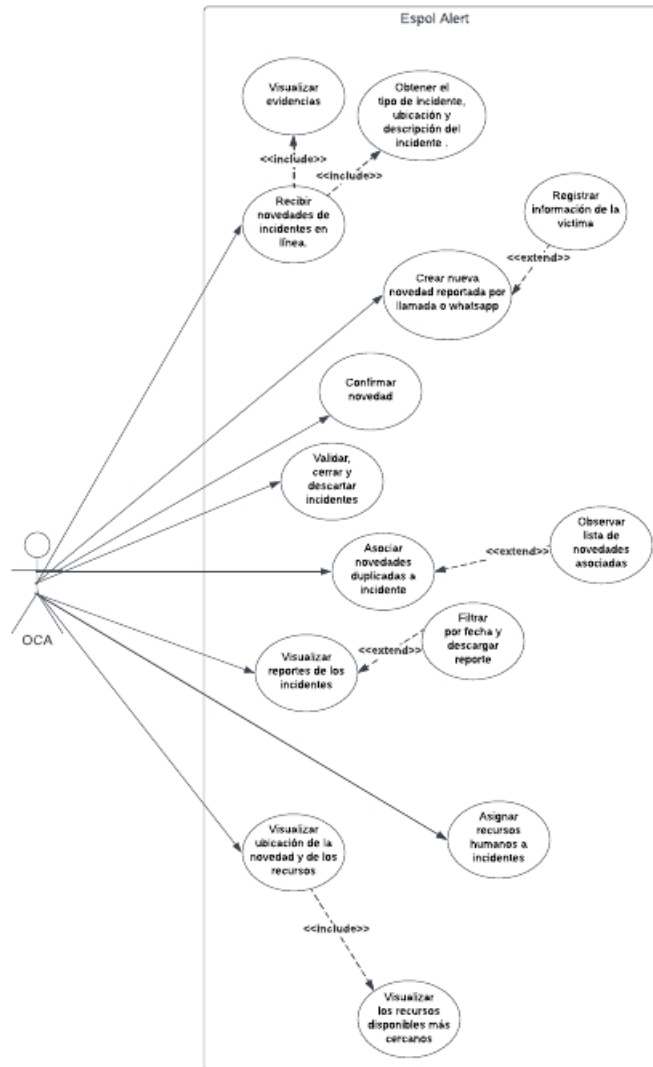 Espol Alert
Visualizar
evidencias
Obtener el
tipo de incidente,
ubicación y
descripción del
incidente .
<<include>>
<<include>>
Recibir
novedades de
incidentes en
línea.
Registrar
información de la
victima
<<extend>>
Crear nueva
novedad reportada por
llamada o whatsapp
Confirmar
novedad
Validar,
cerrar y
descartar
incidentes
Asociar
novedades
duplicadas a
incidente
<<extend>>
Observar
lista de
novedades
asociadas
OCA
Visualizar
reportes de los
incidentes
<<extend>>
Filtrar
por fecha y
descargar
reporte
Asignar
recursos
humanos a
incidentes
Visualizar
ubicación de la
novedad y de los
recursos
<<include>>
Visualizar
los recursos
disponibles más
cercanos